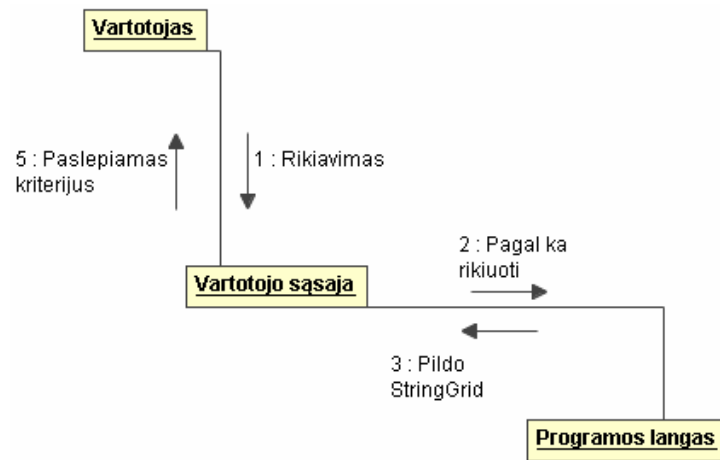 Vartotojas
5 : Paslepiamas
kriterijus
1 : Rikiavimas
2 : Pagal ka
rikiuoti
Vartotojo sąsaja
3 : Pildo
StringGrid
Programos langas